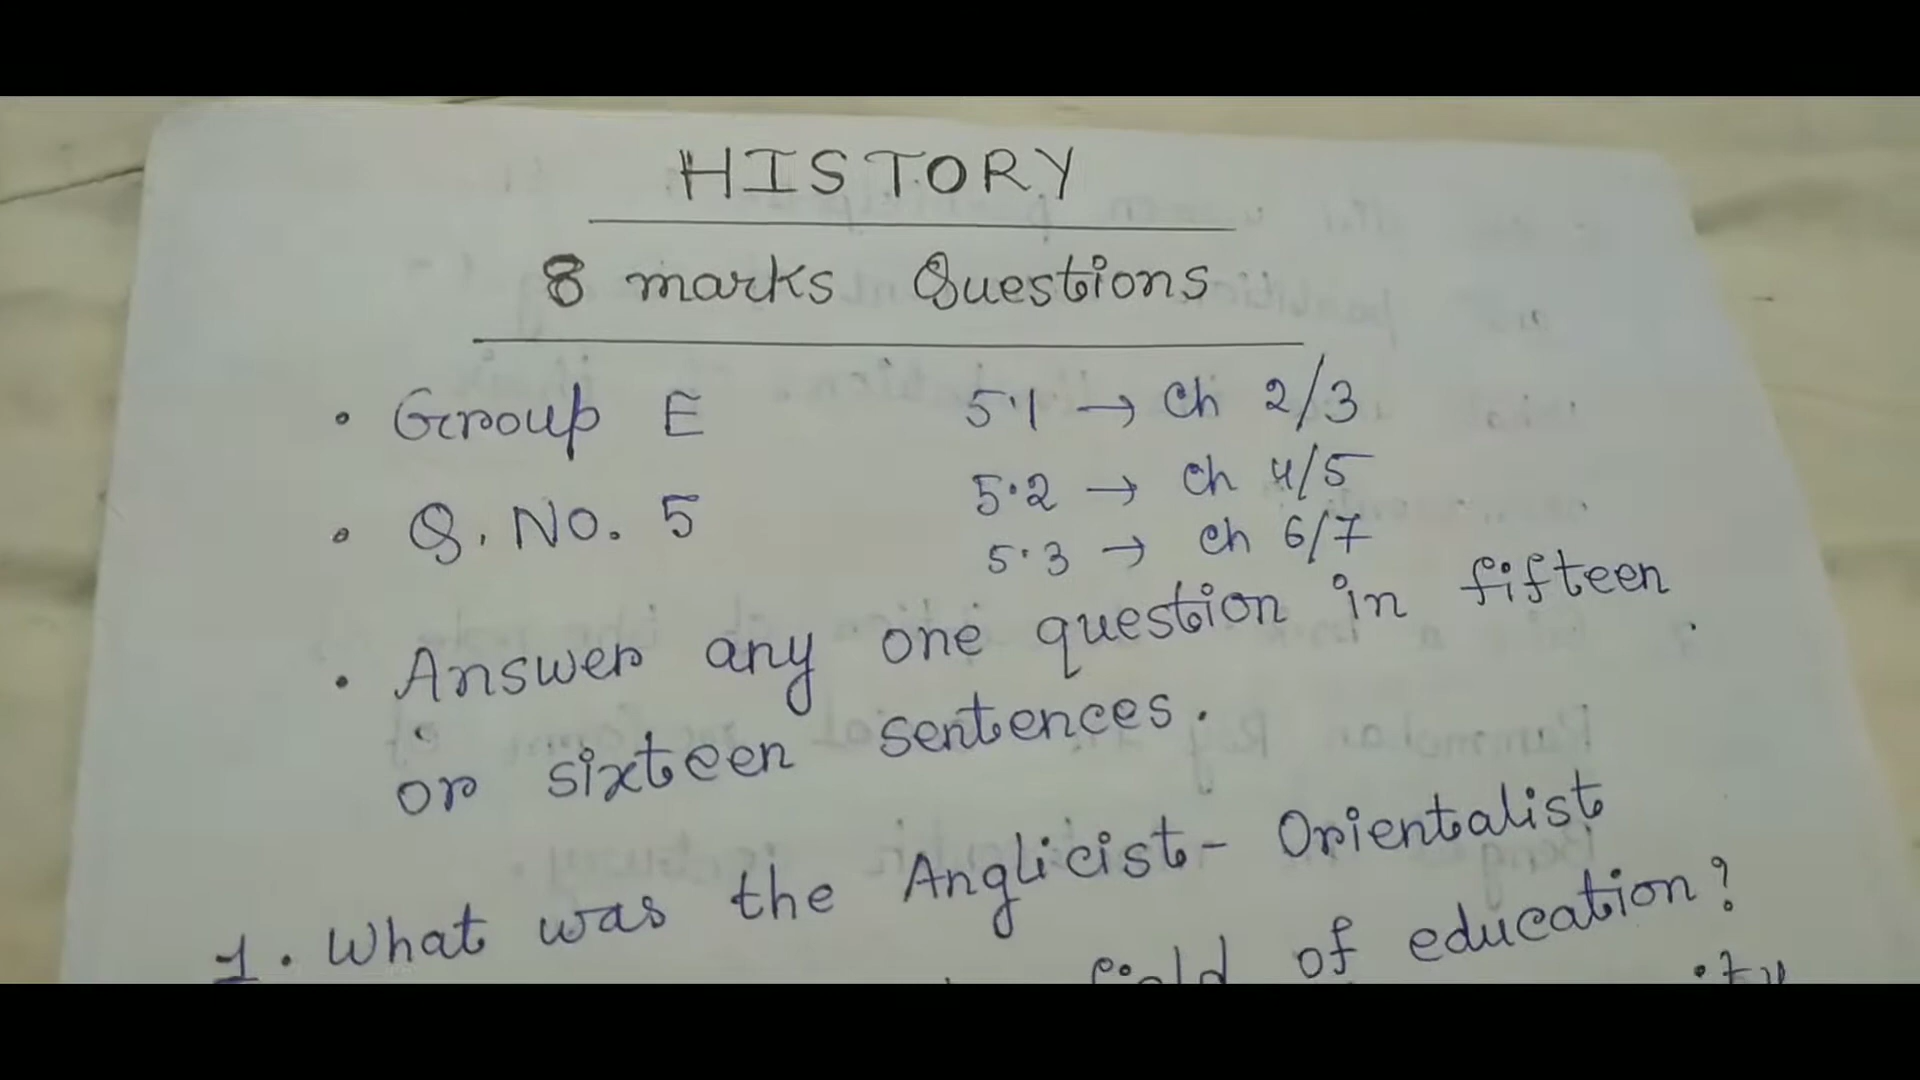 HISTORY
8 marks Questions
• Group E
5.1 → Ch 2/3
5.2 → Ch 4/5
• Q. No. 5
5.3 → Ch 6/7
• Answer any one question in fifteen
or sixteen sentences.
1. What was the Anglicist - Orientalist
field of education?